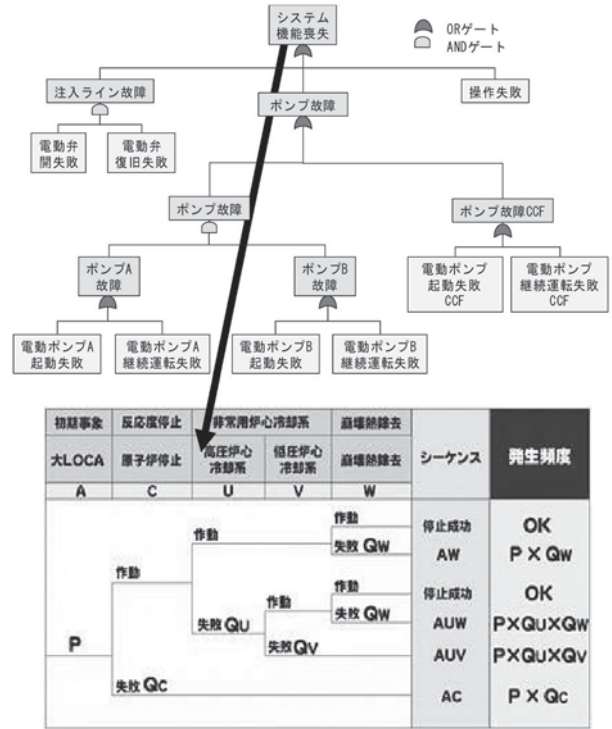 システム
機能喪失
ORゲート
ANDゲート
注入ライン故障
ポンプ故障
操作失敗
電動弁
開失敗
電動弁
復旧失敗
ポンプ故障
ポンプ故障CCF
ポンプA
故障
ポンプB
故障
電動ポンプ
起動失敗
CCF
電動ポンプ
継続運転失敗
CCF
電動ポンプA
起動失敗
電動ポンプA
継続運転失敗
電動ポンプB
起動失敗
電動ポンプB
継続運転失敗
初期事象 反応度停止 非常用炉心冷却系 崩壊熱除去 シーケンス 発生頻度
大LOCA 原子炉停止 高圧炉心
冷却系 低圧炉心
冷却系 崩壊熱除去
A C U V W
作動 停止成功 OK
作動
失敗 QW AW P X QW
作動
作動 停止成功 OK
作動
失敗 QW AUW PXQUXQW
失敗 QU
失敗 QV AUV PXQUXQV
P
失敗 QC AC P X QC